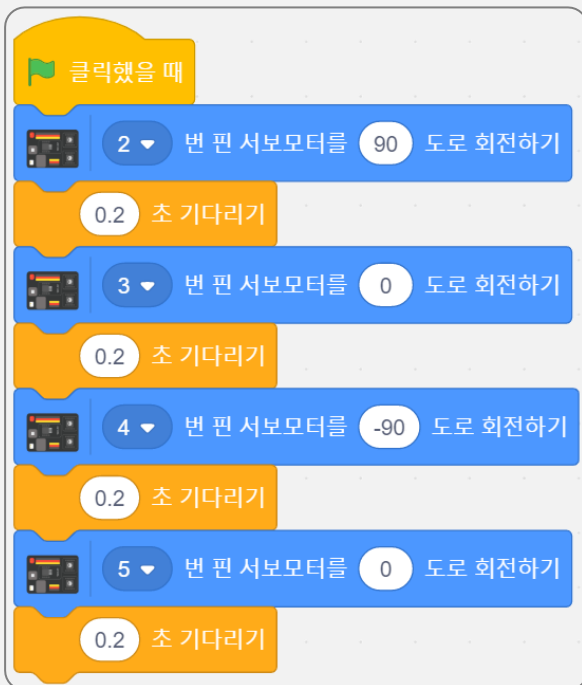 클릭했을 때
2 번 핀 서보모터를 90 도로 회전하기
0.2 초 기다리기
3 번 핀 서보모터를 0 도로 회전하기
0.2 초 기다리기
4 번 핀 서보모터를 -90 도로 회전하기
0.2 초 기다리기
5 번 핀 서보모터를 0 도로 회전하기
0.2 초 기다리기